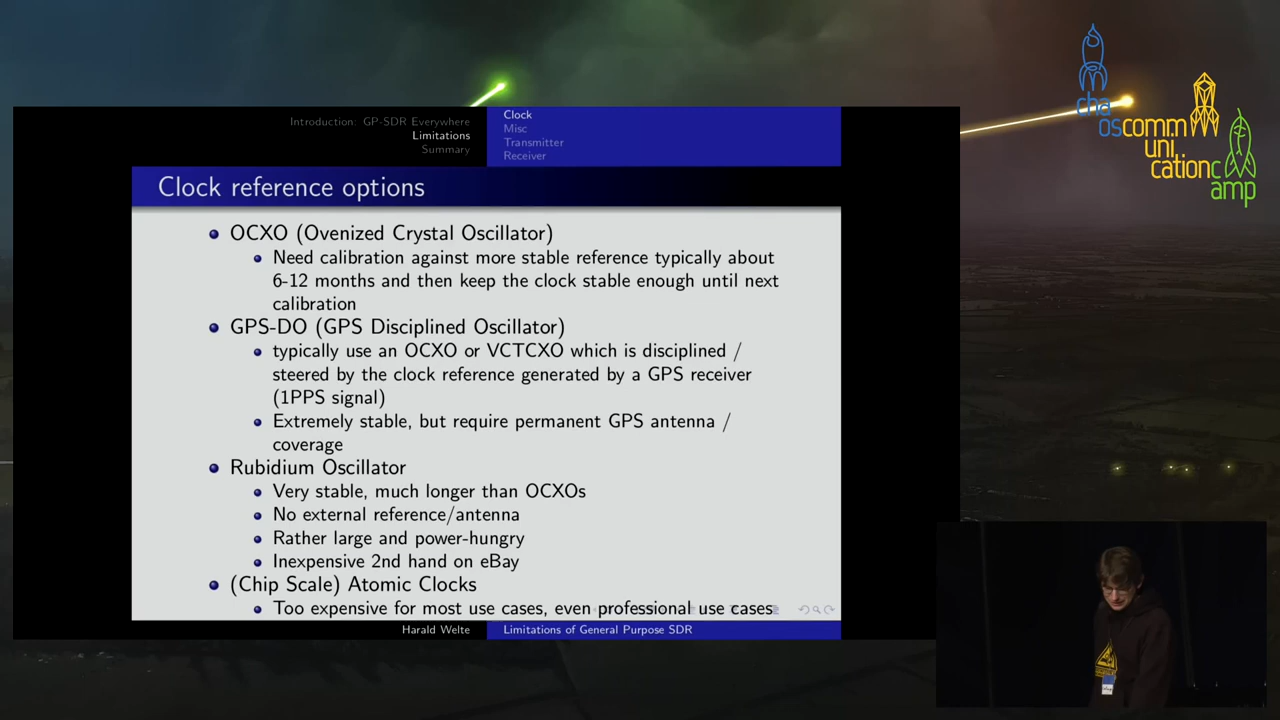 Introduction: GP-SDR Everywhere
Limitations
Summary
Clock
Misc
Transmitter
Receiver
Clock reference options
OCXO (Ovenized Crystal Oscillator)
Need calibration against more stable reference typically about
6-12 months and then keep the clock stable enough until next
calibration
GPS-DO (GPS Disciplined Oscillator)
typically use an OCXO or VCTCXO which is disciplined /
steered by the clock reference generated by a GPS receiver
(1PPS signal)
Extremely stable, but require permanent GPS antenna /
coverage
Rubidium Oscillator
Very stable, much longer than OCXOs
No external reference/antenna
Rather large and power-hungry
Inexpensive 2nd hand on eBay
(Chip Scale) Atomic Clocks
Too expensive for most use cases, even professional use cases
Harald Welte
Limitations of General Purpose SDR
cha
oscomm
uni
cationc
amp